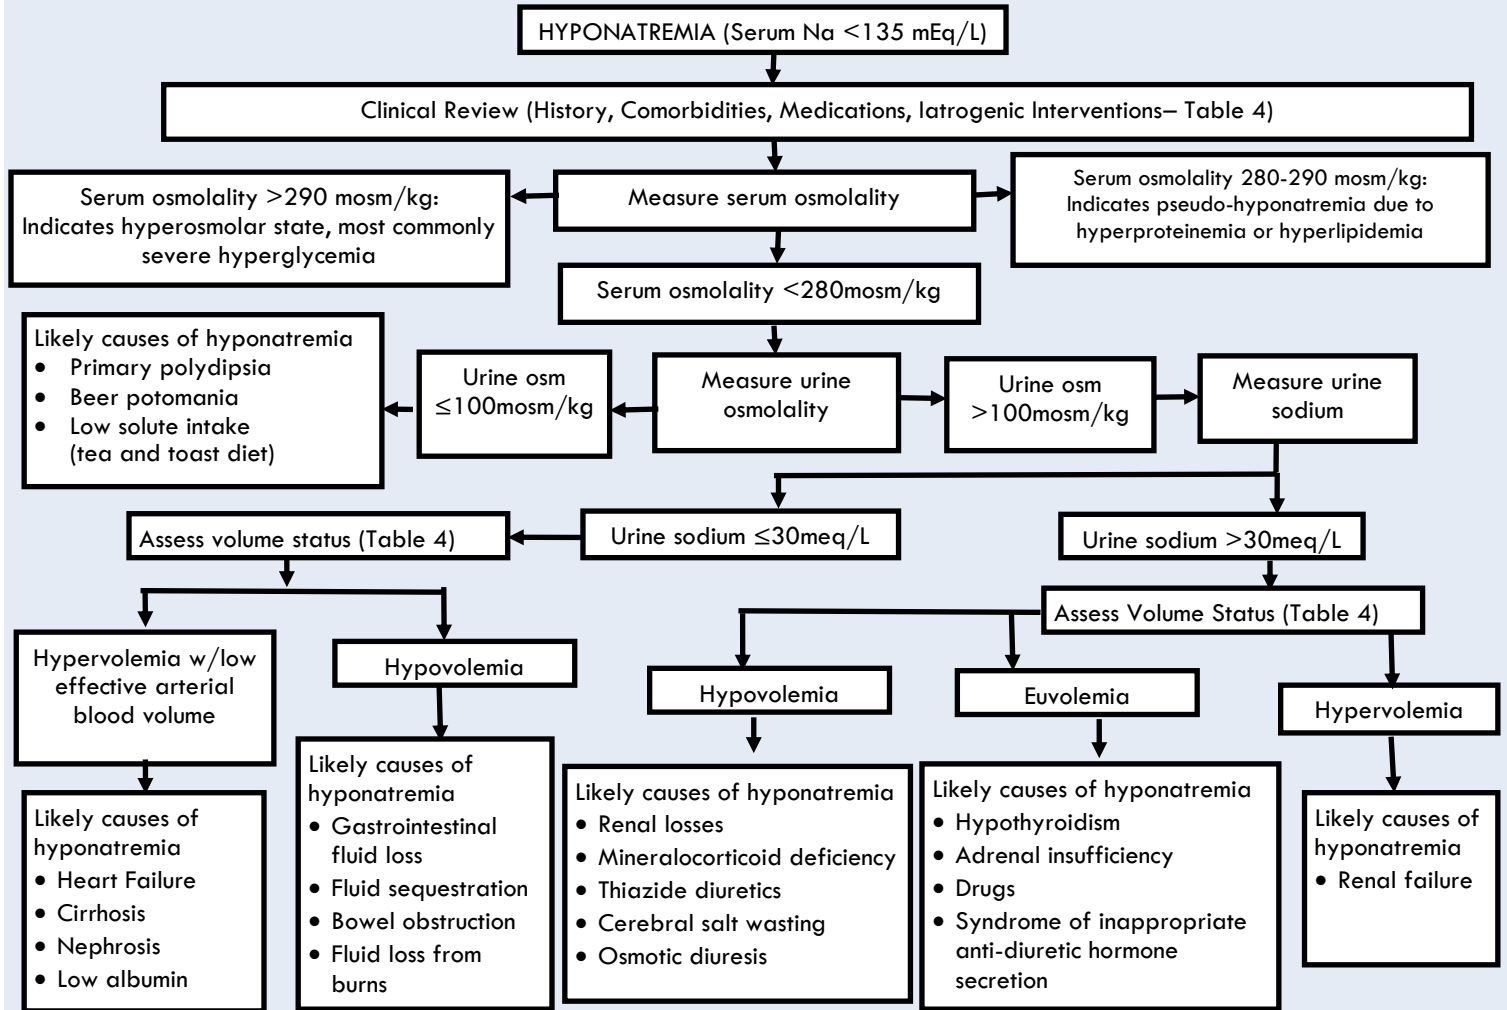 HYPONATREMIA (Serum Na <135 mEq/L)
Clinical Review (History, Comorbidities, Medications, Iatrogenic Interventions– Table 4)
Serum osmolality >290 mosm/kg:
Indicates hyperosmolar state, most commonly
severe hyperglycemia
Measure serum osmolality
Serum osmolality 280-290 mosm/kg:
Indicates pseudo-hyponatremia due to
hyperproteinemia or hyperlipidemia
Serum osmolality <280mosm/kg
Likely causes of hyponatremia
• Primary polydipsia
• Beer potomania
• Low solute intake
(tea and toast diet)
Urine osm
≤100mosm/kg
Measure urine
osmolality
Urine osm
>100mosm/kg
Measure urine
sodium
Assess volume status (Table 4)
Urine sodium ≤30meq/L
Urine sodium >30meq/L
Assess Volume Status (Table 4)
Hypervolemia w/low
effective arterial
blood volume
Hypovolemia
Hypovolemia
Euvolemia
Hypervolemia
Likely causes of
hyponatremia
• Heart Failure
• Cirrhosis
• Nephrosis
• Low albumin
Likely causes of
hyponatremia
• Gastrointestinal
fluid loss
• Fluid sequestration
• Bowel obstruction
• Fluid loss from
burns
Likely causes of hyponatremia
• Renal losses
• Mineralocorticoid deficiency
• Thiazide diuretics
• Cerebral salt wasting
• Osmotic diuresis
Likely causes of hyponatremia
• Hypothyroidism
• Adrenal insufficiency
• Drugs
• Syndrome of inappropriate
anti-diuretic hormone
secretion
Likely causes of
hyponatremia
• Renal failure